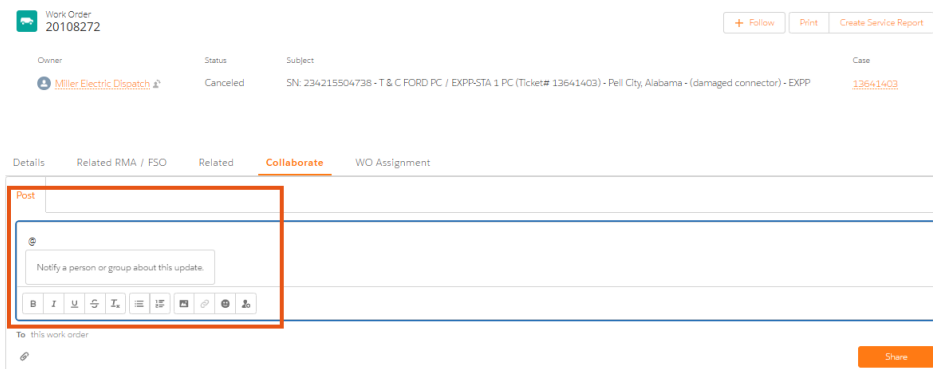 Work Order
20108272
+ Follow
Print
Create Service Report
Owner
Status
Subject
Case
Miller Electric Dispatch
Canceled
SN: 234215504738 - T & C FORD PC / EXPP-STA 1 PC (Ticket# 13641403) - Pell City, Alabama - (damaged connector) - EXPP
13641403
Details
Related RMA / FSO
Related
Collaborate
WO Assignment
Post
@
Notify a person or group about this update.
B I U S Tx
To this work order
Share